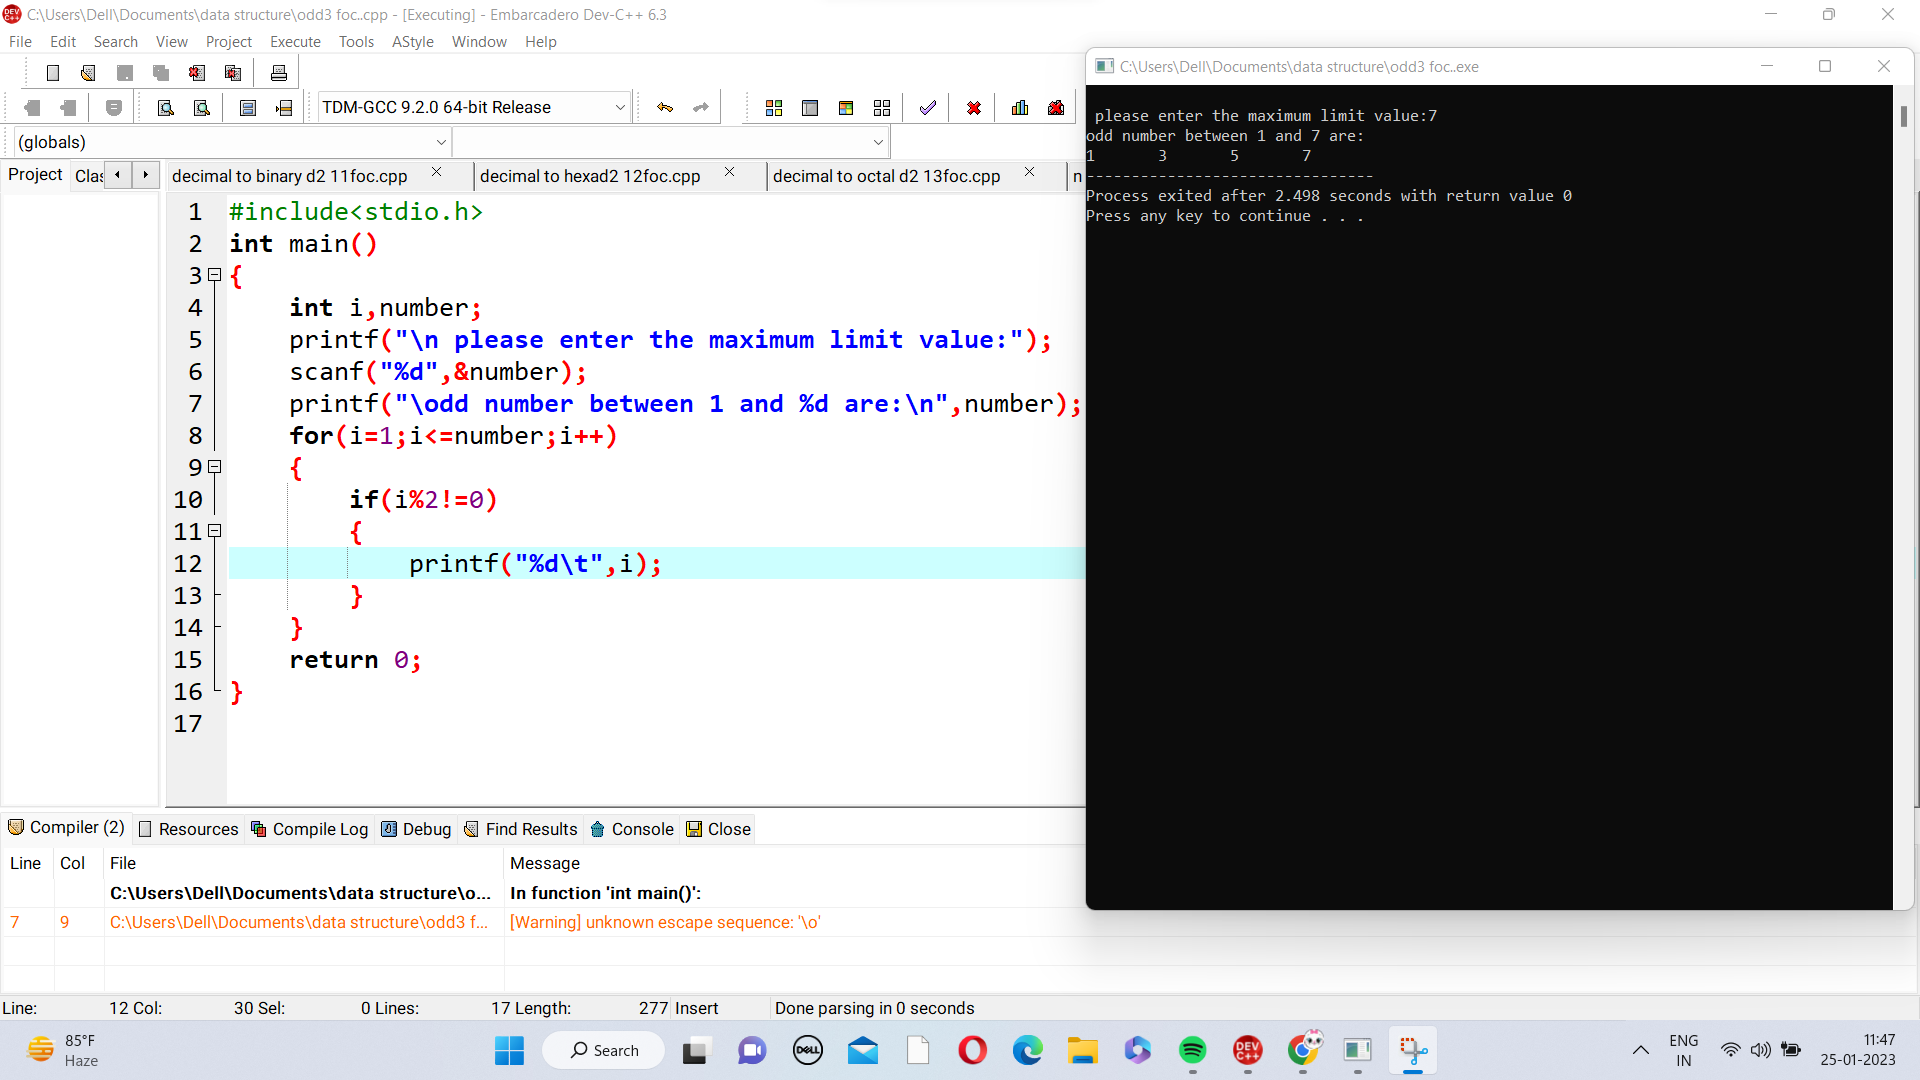 C:\Users\Dell\Documents\data structure\odd3 foc..cpp - [Executing] - Embarcadero Dev-C++ 6.3
File Edit Search View Project Execute Tools AStyle Window Help
TDM-GCC 9.2.0 64-bit Release
(globals)
Project Clas
decimal to binary d2 11foc.cpp decimal to hexad2 12foc.cpp decimal to octal d2 13foc.cpp n
1 #include<stdio.h>
2 int main()
3 {
4 int i,number;
5 printf("\n please enter the maximum limit value:");
6 scanf("%d",&number);
7 printf("\odd number between 1 and %d are:\n",number);
8 for(i=1;i<=number;i++)
9 {
10 if(i%2!=0)
11 {
12 printf("%d\t",i);
13 }
14 }
15 return 0;
16 }
17
C:\Users\Dell\Documents\data structure\odd3 foc..exe
please enter the maximum limit value:7
odd number between 1 and 7 are:
1 3 5 7
--------------------------------
Process exited after 2.498 seconds with return value 0
Press any key to continue . . .
Compiler (2) Resources Compile Log Debug Find Results Console Close
Line Col File Message
C:\Users\Dell\Documents\data structure\o... In function 'int main()':
7 9 C:\Users\Dell\Documents\data structure\odd3 f... [Warning] unknown escape sequence: '\o'
Line: 12 Col: 30 Sel: 0 Lines: 17 Length: 277 Insert Done parsing in 0 seconds
85°F
Haze
Search
DELL
DEV
C++
ENG
IN
11:47
25-01-2023